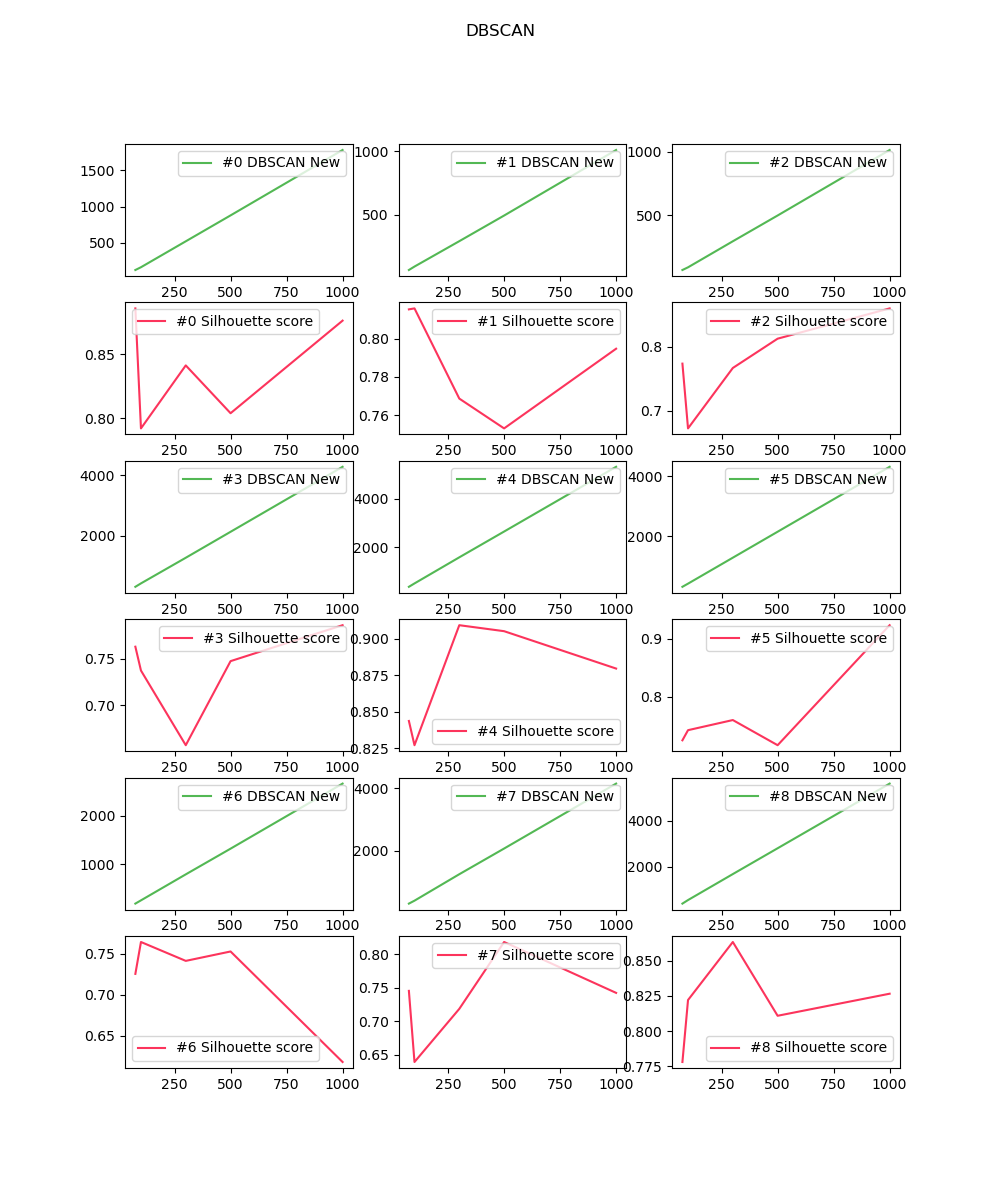 DBSCAN
#0 DBSCAN New #1 DBSCAN New #2 DBSCAN New
1500 1000 1000
1000 500 500
500
250 500 750 1000 250 500 750 1000 250 500 750 1000
#0 Silhouette score #1 Silhouette score #2 Silhouette score
0.85 0.80 0.8
0.80 0.78 0.7
0.76
250 500 750 1000 250 500 750 1000 250 500 750 1000
#3 DBSCAN New #4 DBSCAN New #5 DBSCAN New
4000 4000 4000
2000 2000 2000
250 500 750 1000 250 500 750 1000 250 500 750 1000
#3 Silhouette score #4 Silhouette score #5 Silhouette score
0.75 0.900 0.9
0.70 0.875 0.8
0.850
0.825
250 500 750 1000 250 500 750 1000 250 500 750 1000
#6 DBSCAN New #7 DBSCAN New #8 DBSCAN New
2000 4000 4000
1000 2000 2000
250 500 750 1000 250 500 750 1000 250 500 750 1000
#6 Silhouette score #7 Silhouette score #8 Silhouette score
0.75 0.80 0.850
0.70 0.75 0.825
0.65 0.70 0.800
0.65 0.775
250 500 750 1000 250 500 750 1000 250 500 750 1000